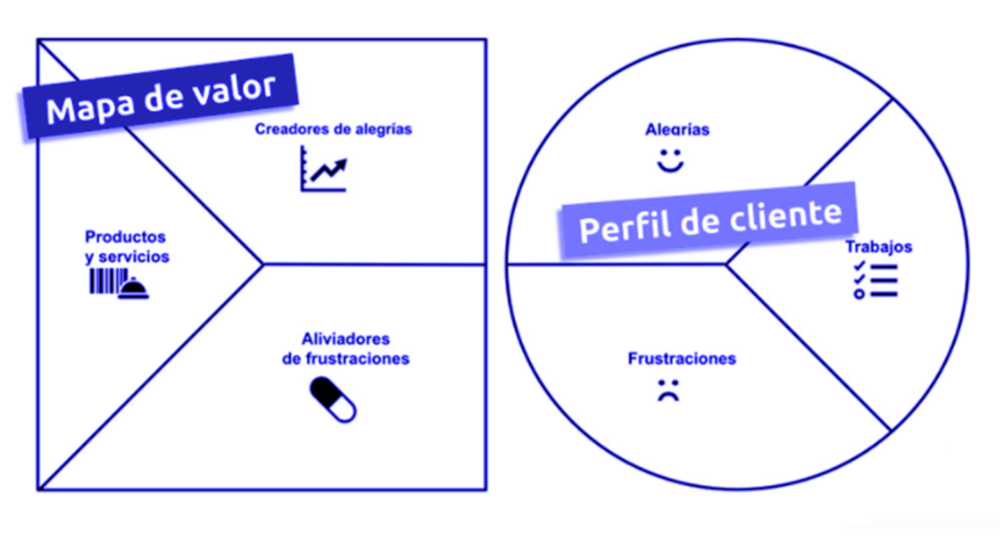 Mapa de valor
Creadores de alegrías
Productos
y servicios
Aliviadores
de frustraciones
Alegrías
Perfil de cliente
Trabajos
Frustraciones